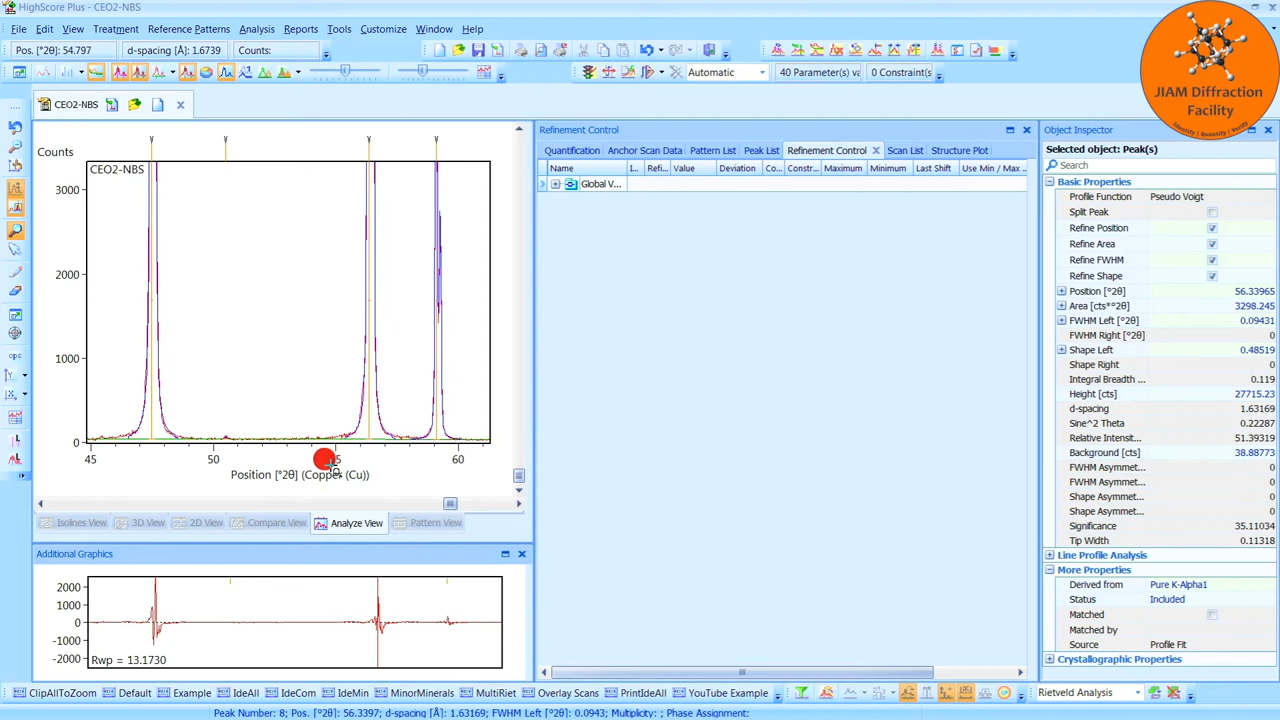 HighScore Plus - CEO2-NBS
File Edit View Treatment Reference Patterns Analysis Reports Tools Customize Window Help
Pos. [°2θ]: 54.797 d-spacing [Å]: 1.6739 Counts:
Automatic 40 Parameter(s) va 0 Constraint(s
JIAM Diffraction
Facility
Identify | Quantify | Verify
CEO2-NBS
Refinement Control
Object Inspector
Quantification Anchor Scan Data Pattern List Peak List Refinement Control Scan List Structure Plot
Selected object: Peak(s)
Counts
Name I.. Refi... Value Deviation Co... Constr... Maximum Minimum Last Shift Use Min / Max ...
Search
CEO2-NBS
Global V...
Basic Properties
Profile Function Pseudo Voigt
Split Peak
Refine Position
Refine Area
Refine FWHM
Refine Shape
Position [°2θ] 56.33965
Area [cts*°2θ] 3298.245
FWHM Left [°2θ] 0.09431
FWHM Right [°2θ] 0
Shape Left 0.48519
Shape Right 0
Integral Breadth ... 0.119
Height [cts] 27715.23
d-spacing 1.63169
Sine^2 Theta 0.22287
Relative Intensit... 51.39319
Background [cts] 38.88773
FWHM Asymmet... 0
FWHM Asymmet... 0
Shape Asymmet... 0
Shape Asymmet... 0
Significance 35.11034
Tip Width 0.11318
Line Profile Analysis
More Properties
Derived from Pure K-Alpha1
Status Included
Matched
Matched by
Source Profile Fit
Crystallographic Properties
3000
2000
1000
0
45 50 60
Position [°2θ] (Copper (Cu))
Isolines View 3D View 2D View Compare View Analyze View Pattern View
Additional Graphics
2000
1000
0
-1000
-2000
Rwp = 13.1730
ClipAllToZoom Default Example IdeAll IdeCom IdeMin MinorMinerals MultiRiet Overlay Scans PrintIdeAll YouTube Example Rietveld Analysis
Peak Number: 8; Pos. [°2θ]: 56.3397; d-spacing [Å]: 1.63169; FWHM Left [°2θ]: 0.0943; Multiplicity: ; Phase Assignment: